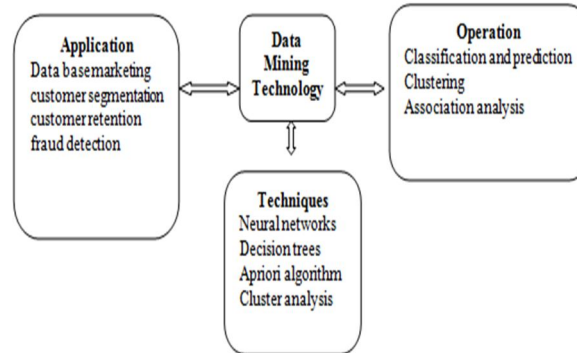 Application
Data basemarketing
customer segmentation
customer retention
fraud detection
Data
Mining
Technology
Operation
Classification and prediction
Clustering
Association analysis
Techniques
Neural networks
Decision trees
Apriori algorithm
Cluster analysis